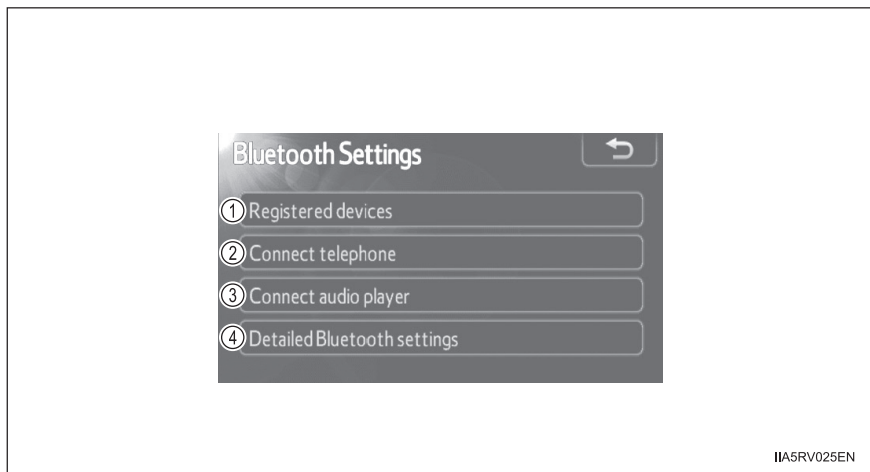 Bluetooth Settings
① Registered devices
② Connect telephone
③ Connect audio player
④ Detailed Bluetooth settings
IIA5RV025EN